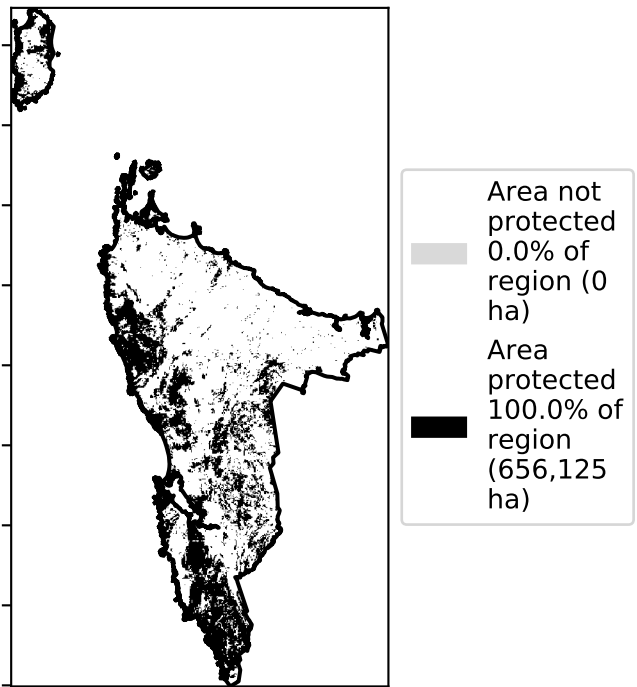 Area not
protected
0.0% of
region (0
ha)
Area
protected
100.0% of
region
(656,125
ha)